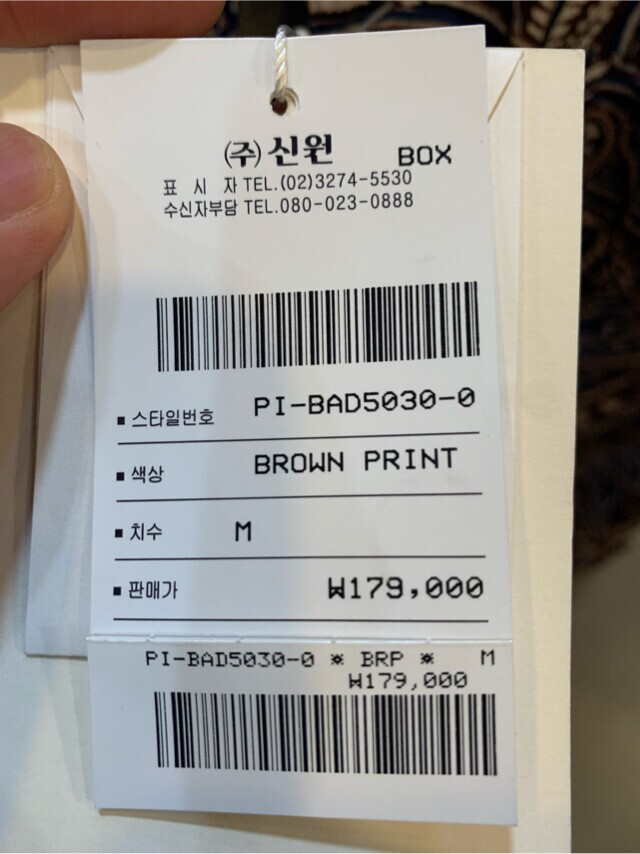 ㈜신원 BOX
표 시 자 TEL.(02)3274-5530
수신자부담 TEL.080-023-0888
▪ 스타일번호 PI-BAD5030-0
▪ 색상 BROWN PRINT
▪ 치수 M
▪ 판매가 ₩179,000
PI-BAD5030-0 ※ BRP ※ M
₩179,000